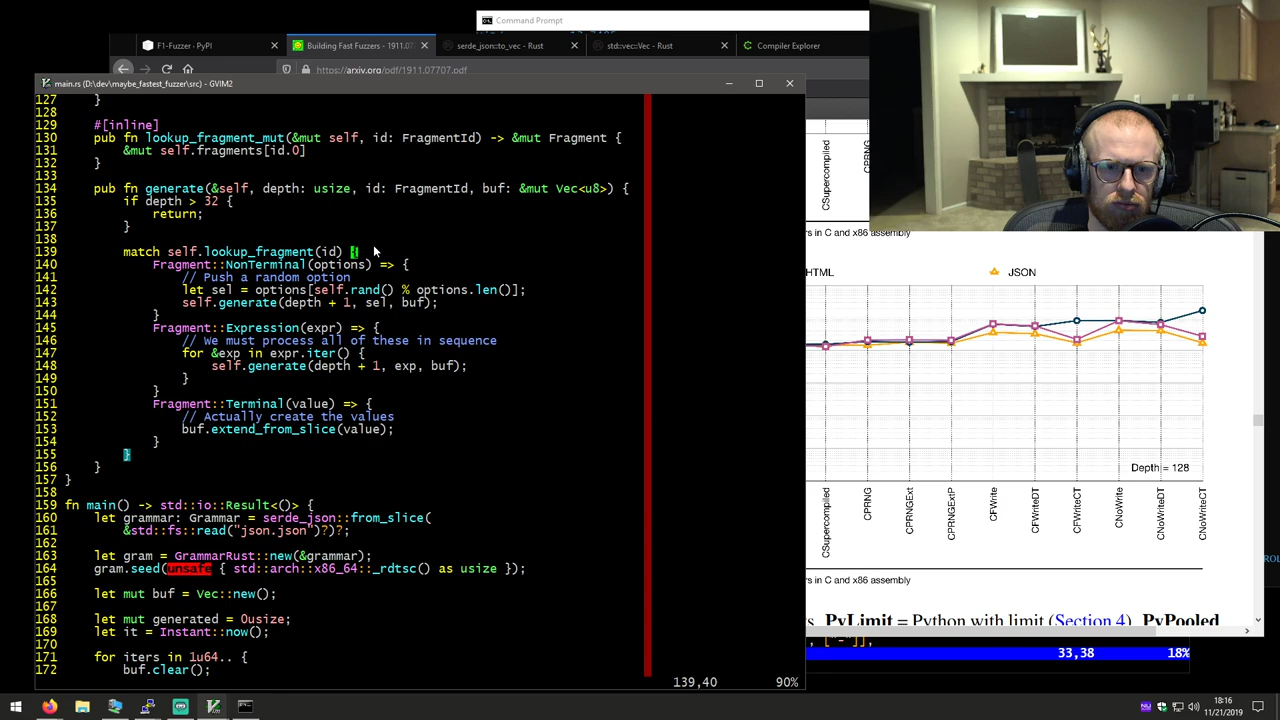 Command Prompt
F1-Fuzzer · PyPI
Building Fast Fuzzers - 1911.077
serde_json::to_vec - Rust
std::vec::Vec - Rust
Compiler Explorer
https://arxiv.org/pdf/1911.07707.pdf
main.rs (D:\dev\maybe_fastest_fuzzer\src) - GVIM2
127 }
128
129 #[inline]
130 pub fn lookup_fragment_mut(&mut self, id: FragmentId) -> &mut Fragment {
131 &mut self.fragments[id.0]
132 }
133
134 pub fn generate(&self, depth: usize, id: FragmentId, buf: &mut Vec<u8>) {
135 if depth > 32 {
136 return;
137 }
138
139 match self.lookup_fragment(id) {
140 Fragment::NonTerminal(options) => {
141 // Push a random option
142 let sel = options[self.rand() % options.len()];
143 self.generate(depth + 1, sel, buf);
144 }
145 Fragment::Expression(expr) => {
146 // We must process all of these in sequence
147 for &exp in expr.iter() {
148 self.generate(depth + 1, exp, buf);
149 }
150 }
151 Fragment::Terminal(value) => {
152 // Actually create the values
153 buf.extend_from_slice(value);
154 }
155 }
156 }
157 }
158
159 fn main() -> std::io::Result<()> {
160 let grammar: Grammar = serde_json::from_slice(
161 &std::fs::read("json.json")?)?;
162
163 let gram = GrammarRust::new(&grammar);
164 gram.seed(unsafe { std::arch::x86_64::_rdtsc() as usize });
165
166 let mut buf = Vec::new();
167
168 let mut generated = 0usize;
169 let it = Instant::now();
170
171 for iters in 1u64.. {
172 buf.clear();
139,40 90%
CSupercompiled
CPRNG
ers in C and x86 assembly
HTML
JSON
Depth = 128
CSupercompiled
CPRNG
CPRNGExt
CPRNGExtP
CFWrite
CFWriteDT
CFWriteCT
CNoWrite
CNoWriteDT
CNoWriteCT
ers in C and x86 assembly
PyLimit = Python with limit (Section 4), PyPooled
33,38 18%
18:16
11/21/2019